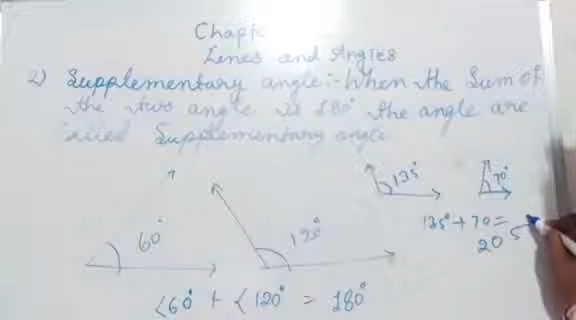 Chapte
Lines and Angles
2) Supplementary angle :- When the Sum of
the two angle is 180° the angle are
Supplementary angle
135°
70°
60°
120°
135° + 70 =
205
<60° + <120° = 180°